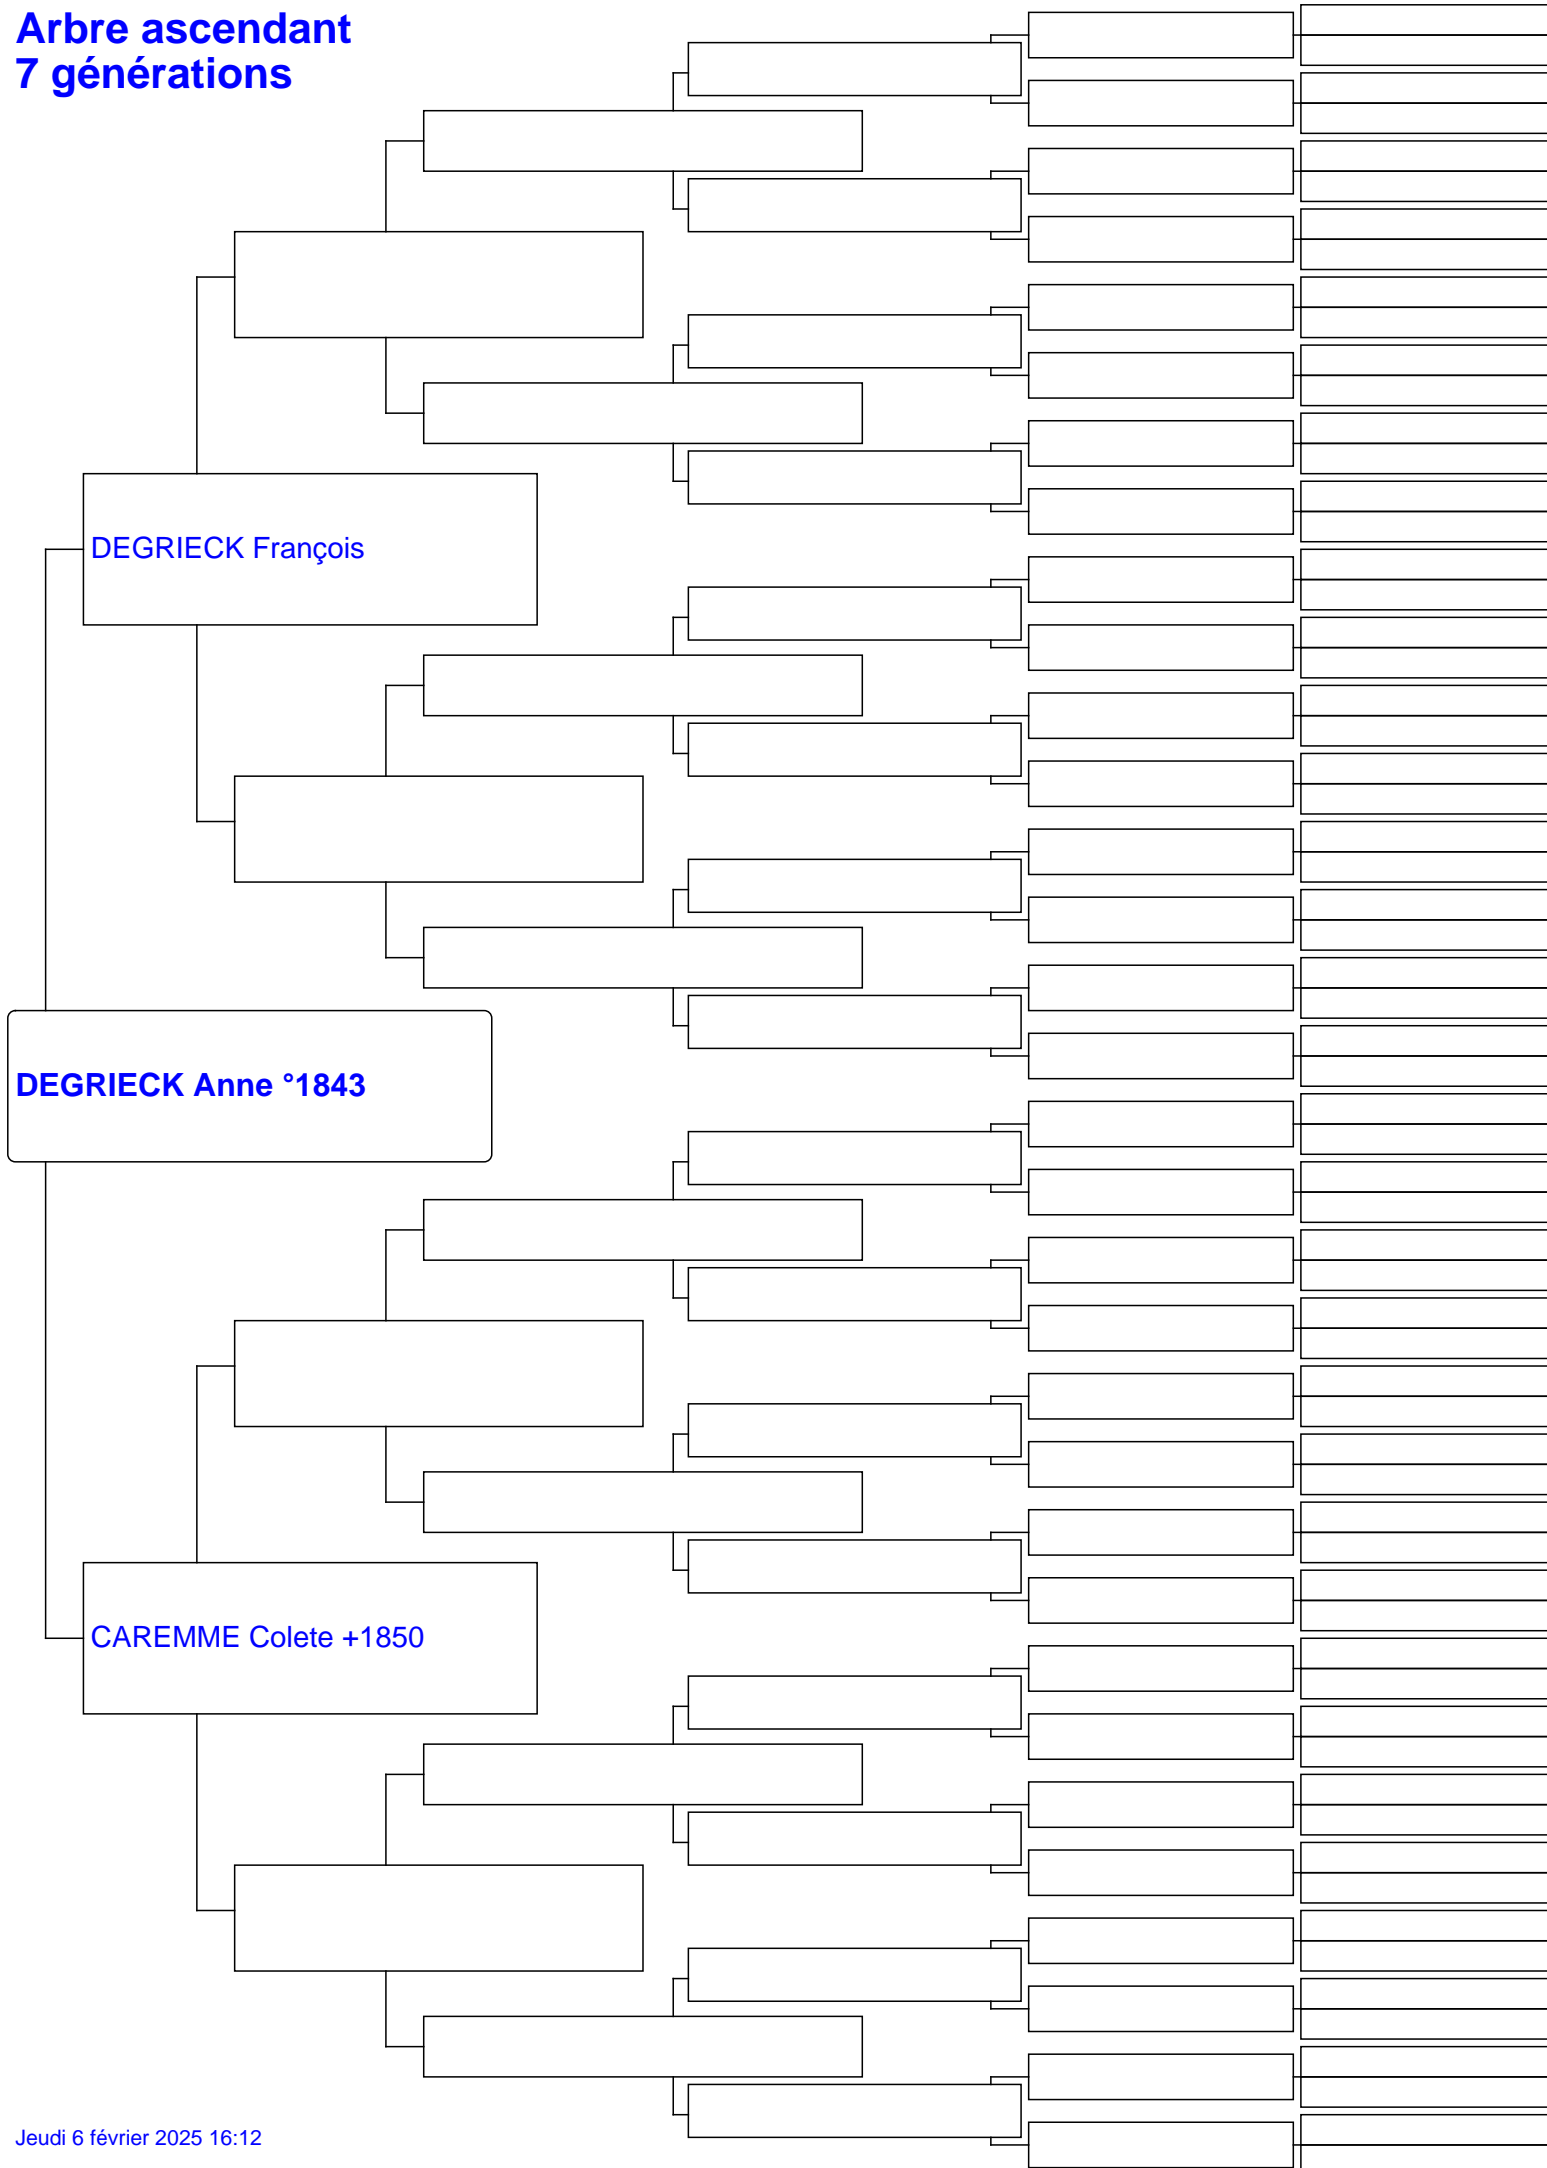 Arbre ascendant
7 générations
DEGRIECK François
DEGRIECK Anne °1843
CAREMME Colete +1850
Jeudi 6 février 2025 16:12